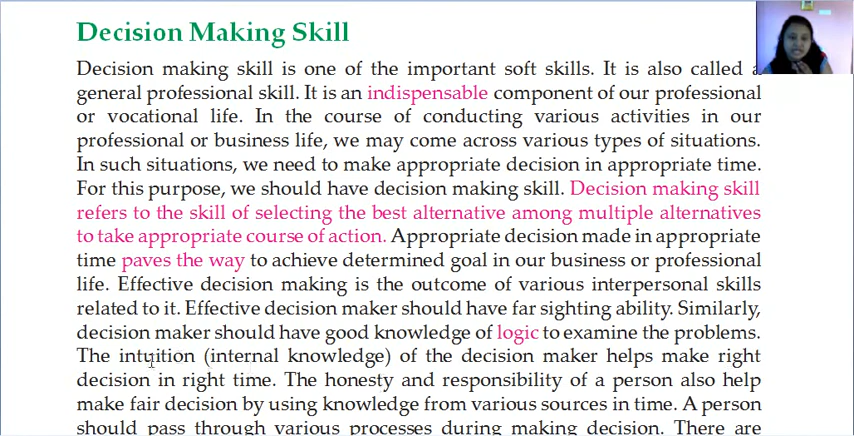 Decision Making Skill
Decision making skill is one of the important soft skills. It is also called a
general professional skill. It is an indispensable component of our professional
or vocational life. In the course of conducting various activities in our
professional or business life, we may come across various types of situations.
In such situations, we need to make appropriate decision in appropriate time.
For this purpose, we should have decision making skill. Decision making skill
refers to the skill of selecting the best alternative among multiple alternatives
to take appropriate course of action. Appropriate decision made in appropriate
time paves the way to achieve determined goal in our business or professional
life. Effective decision making is the outcome of various interpersonal skills
related to it. Effective decision maker should have far sighting ability. Similarly,
decision maker should have good knowledge of logic to examine the problems.
The intuition (internal knowledge) of the decision maker helps make right
decision in right time. The honesty and responsibility of a person also help
make fair decision by using knowledge from various sources in time. A person
should pass through various processes during making decision. There are